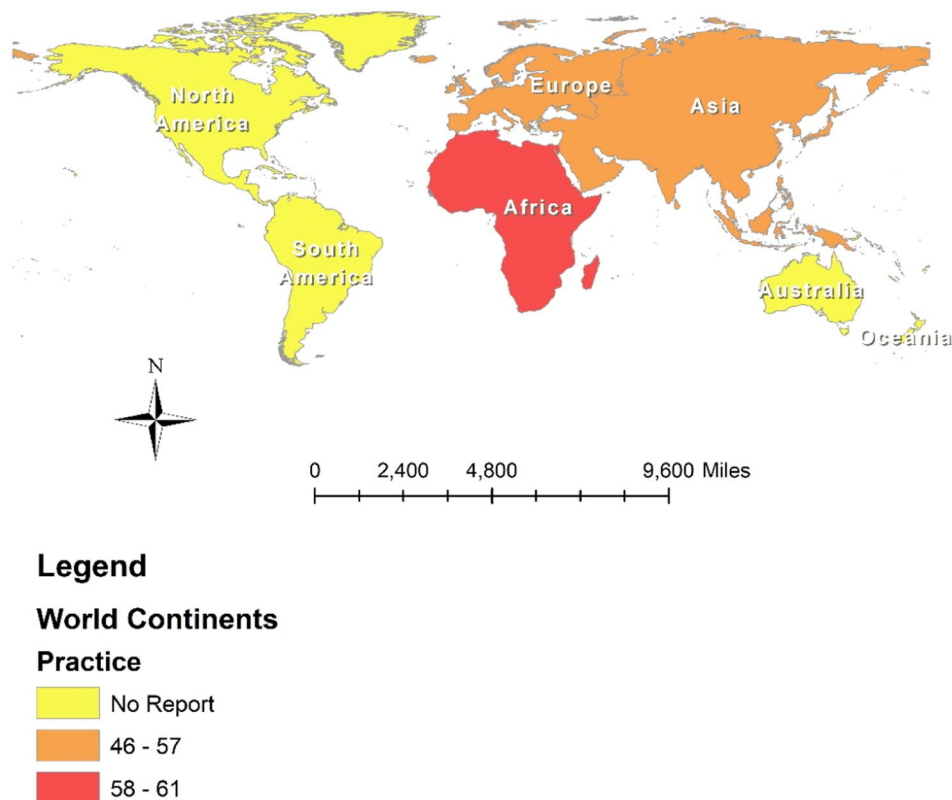 North
America
Europe
Asia
Africa
South
America
Australia
Oceania
N
0 2,400 4,800 9,600 Miles
Legend
World Continents
Practice
No Report
46 - 57
58 - 61